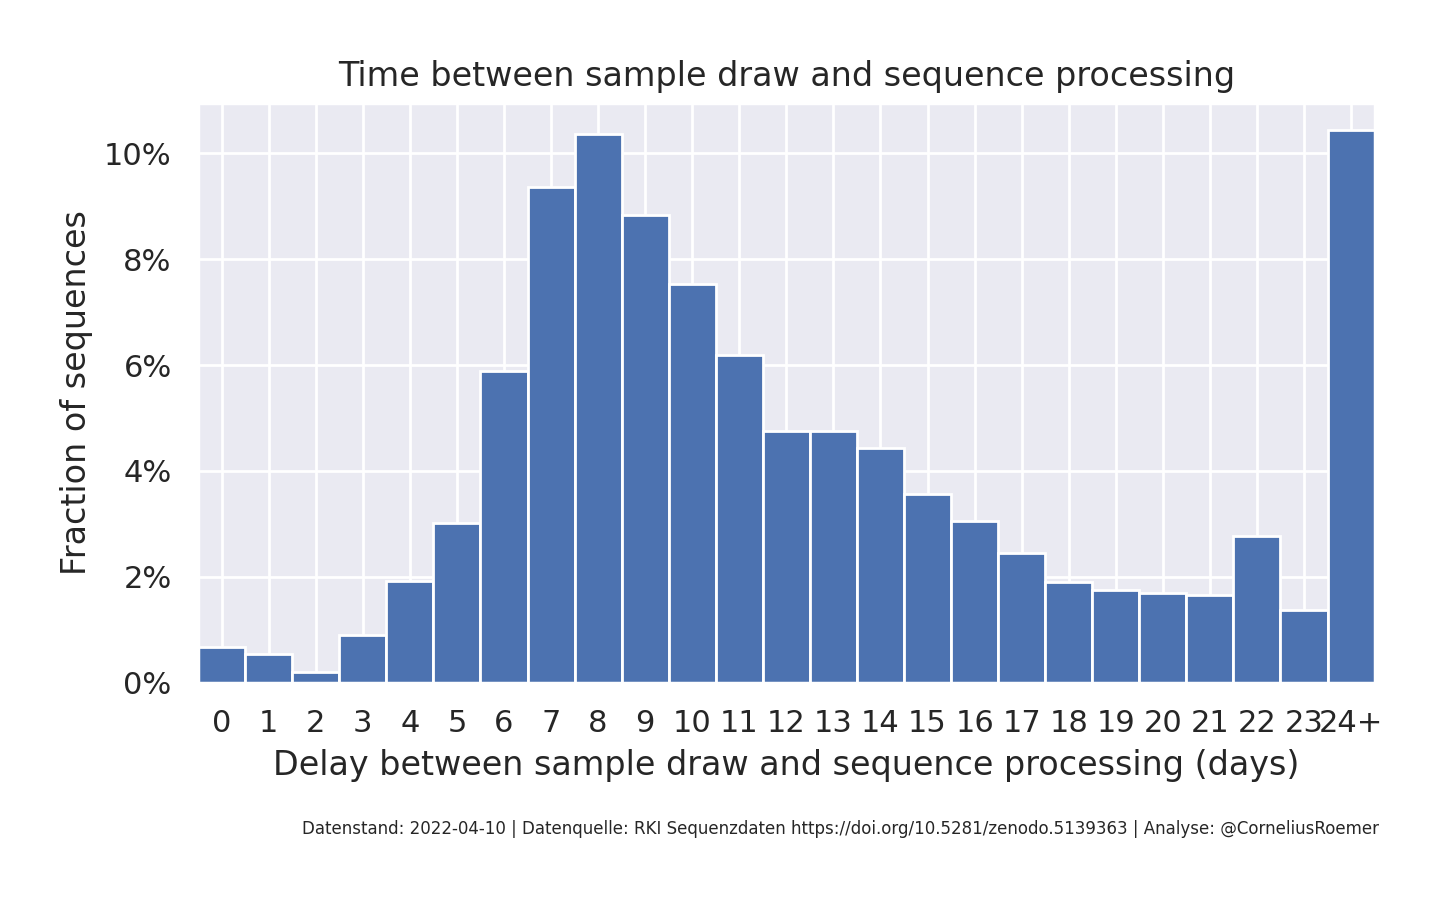 Time between sample draw and sequence processing
Fraction of sequences
10%
8%
6%
4%
2%
0%
0 1 2 3 4 5 6 7 8 9 10 11 12 13 14 15 16 17 18 19 20 21 22 23 24+
Delay between sample draw and sequence processing (days)
Datenstand: 2022-04-10 | Datenquelle: RKI Sequenzdaten https://doi.org/10.5281/zenodo.5139363 | Analyse: @CorneliusRoemer